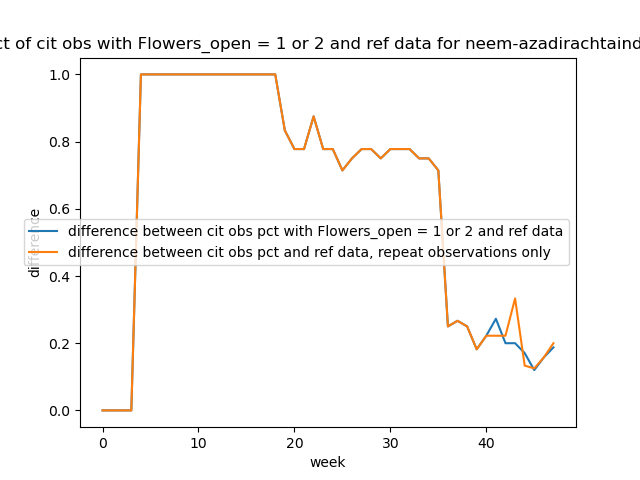 ct of cit obs with Flowers_open = 1 or 2 and ref data for neem-azadirachtaind
1.0
0.8
0.6
0.4
0.2
0.0
difference
difference between cit obs pct with Flowers_open = 1 or 2 and ref data
difference between cit obs pct and ref data, repeat observations only
0
10
20
30
40
week